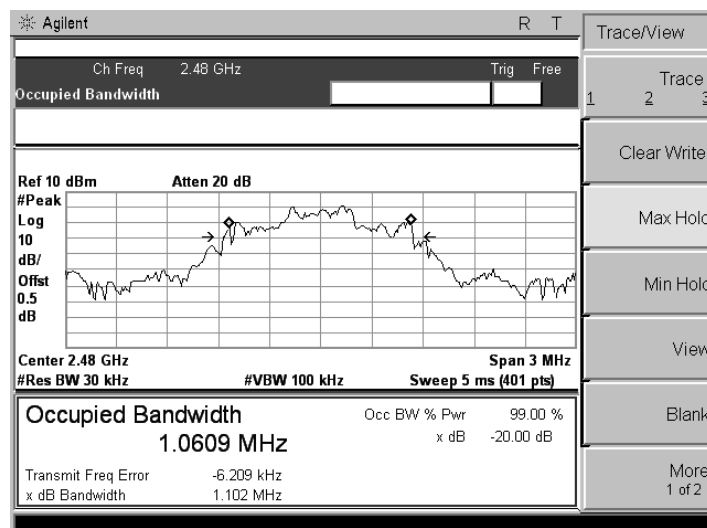 Agilent R T
Ch Freq 2.48 GHz Trig Free
Occupied Bandwidth
Ref 10 dBm Atten 20 dB
#Peak
Log
10
dB/
Offst
0.5
dB
Center 2.48 GHz Span 3 MHz
#Res BW 30 kHz #VBW 100 kHz Sweep 5 ms (401 pts)
Occupied Bandwidth
1.0609 MHz
Occ BW % Pwr 99.00 %
x dB -20.00 dB
Transmit Freq Error -6.209 kHz
x dB Bandwidth 1.102 MHz
Trace/View
Trace
1 2 3
Clear Write
Max Hold
Min Hold
View
Blank
More
1 of 2